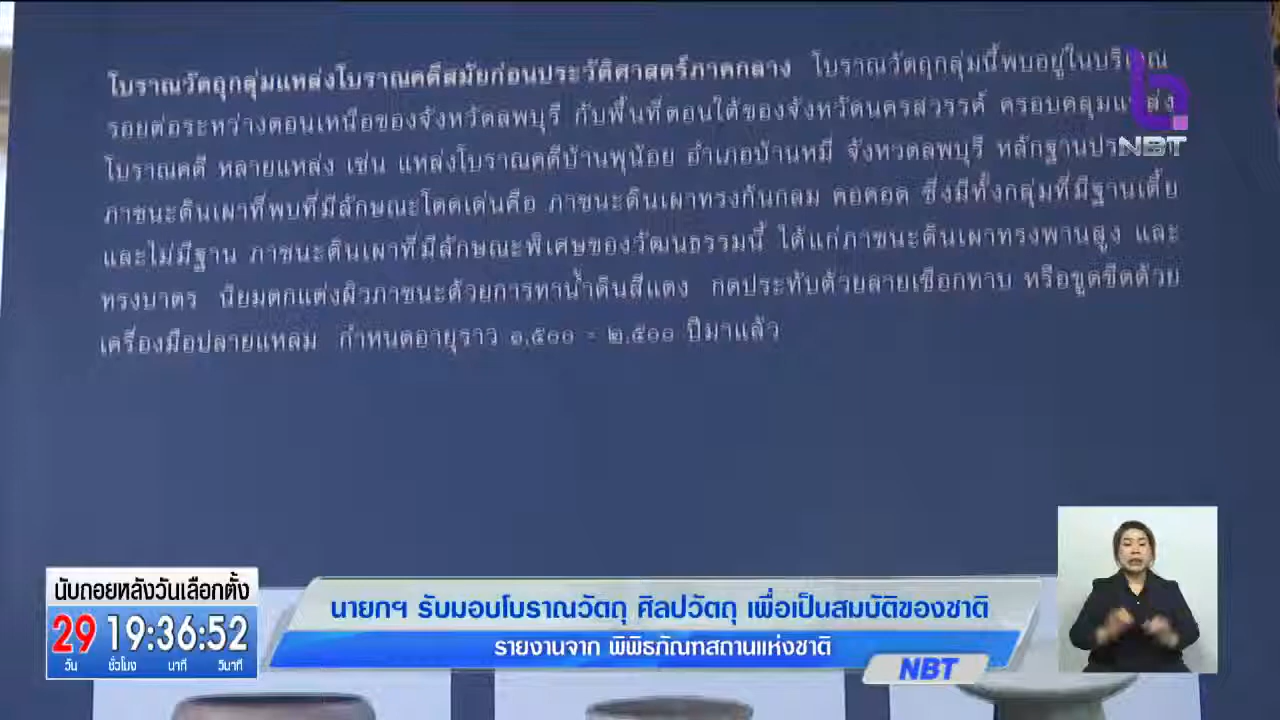 โบราณวัตถุกลุ่มแหล่งโบราณคดีสมัยก่อนประวัติศาสตร์ภาคกลาง โบราณวัตถุกลุ่มนี้พบอยู่ในบริเวณ
รอยต่อระหว่างตอนเหนือของจังหวัดลพบุรี กับพื้นที่ตอนใต้ของจังหวัดนครสวรรค์ ครอบคลุมแหล่ง
โบราณคดี หลายแหล่ง เช่น แหล่งโบราณคดีบ้านพุน้อย อำเภอบ้านหมี่ จังหวัดลพบุรี หลักฐานประเภท
ภาชนะดินเผาที่พบที่มีลักษณะโดดเด่นคือ ภาชนะดินเผาทรงก้นกลม คอคอด ซึ่งมีทั้งกลุ่มที่มีฐานเตี้ย
และไม่มีฐาน ภาชนะดินเผาที่มีลักษณะพิเศษของวัฒนธรรมนี้ ได้แก่ภาชนะดินเผาทรงพานสูง และ
ทรงบาตร นิยมตกแต่งผิวภาชนะด้วยการทาน้ำดินสีแดง กดประทับด้วยลายเชือกทาบ หรือขูดขีดด้วย
เครื่องมือปลายแหลม กำหนดอายุราว ๑,๕๐๐ - ๒,๕๐๐ ปีมาแล้ว
NBT
นับถอยหลังวันเลือกตั้ง
29 19:36:52
วัน ชั่วโมง นาที วินาที
นายกฯ รับมอบโบราณวัตถุ ศิลปวัตถุ เพื่อเป็นสมบัติของชาติ
รายงานจาก พิพิธภัณฑสถานแห่งชาติ
NBT